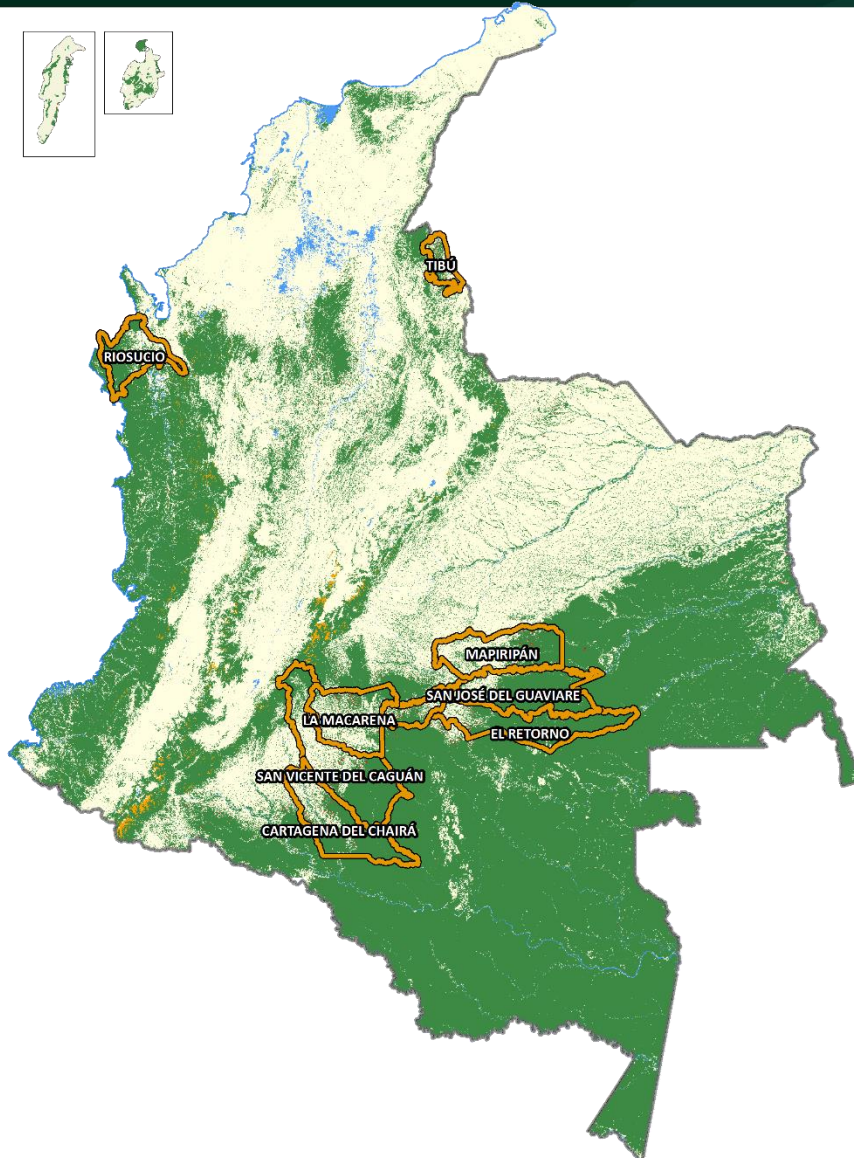 TIBÚ
RIOSUCIO
MAPIRIPÁN
SAN JOSÉ DEL GUAVIARE
LA MACARENA
EL RETORNO
SAN VICENTE DEL CAGUÁN
CARTAGENA DEL CHAIRÁ